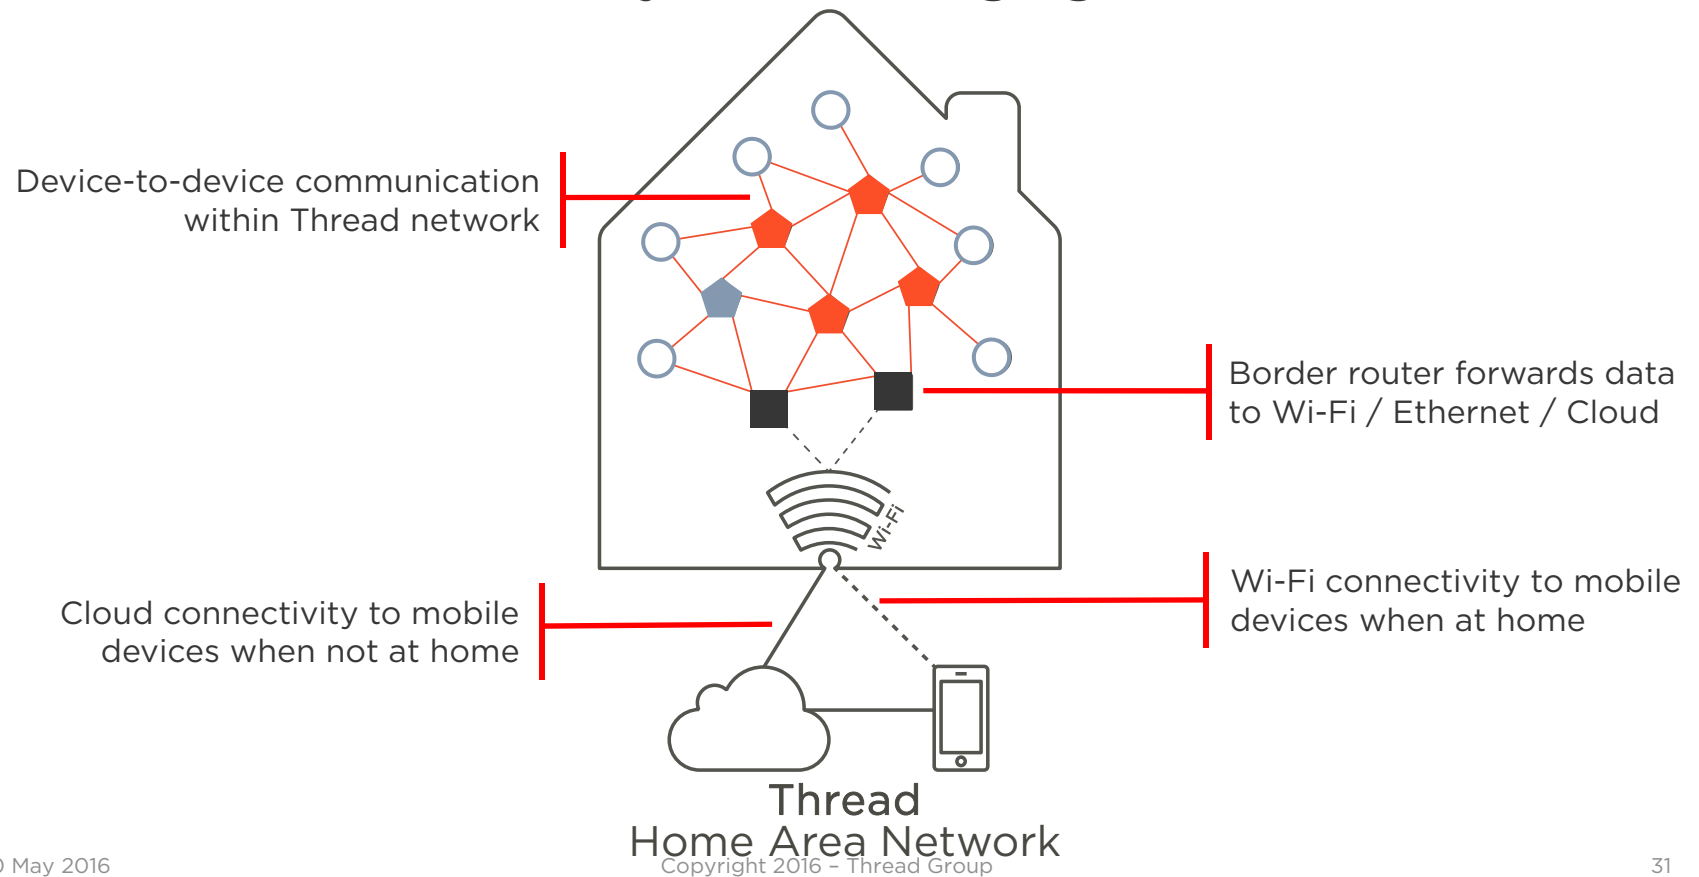 Device-to-device communication
within Thread network
Border router forwards data
to Wi-Fi / Ethernet / Cloud
Wi-Fi
Cloud connectivity to mobile
devices when not at home
Wi-Fi connectivity to mobile
devices when at home
Thread
Home Area Network
May 2016
Copyright 2016 – Thread Group
31